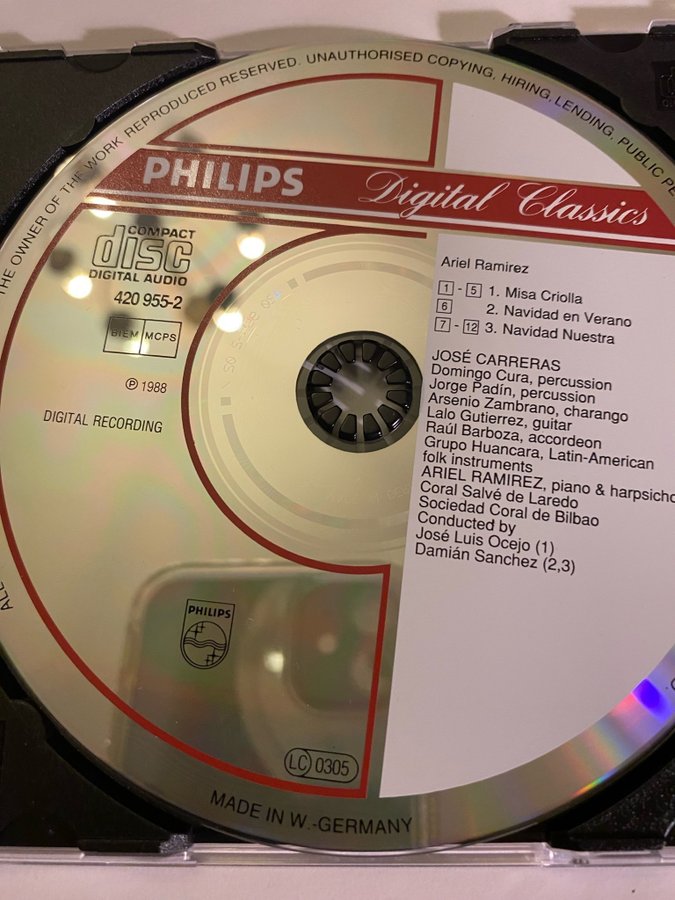 THE OWNER OF THE WORK REPRODUCED RESERVED. UNAUTHORISED COPYING, HIRING, LENDING, PUBLIC
PHILIPS Digital Classics
COMPACT
disc
DIGITAL AUDIO
420 955-2
BIEM MCPS
℗ 1988
DIGITAL RECORDING
Ariel Ramirez
1 - 5 1. Misa Criolla
6 2. Navidad en Verano
7 - 12 3. Navidad Nuestra
JOSÉ CARRERAS
Domingo Cura, percussion
Jorge Padín, percussion
Arsenio Zambrano, charango
Lalo Gutierrez, guitar
Raúl Barboza, accordeon
Grupo Huancara, Latin-American
folk instruments
ARIEL RAMIREZ, piano & harpsicho
Coral Salvé de Laredo
Sociedad Coral de Bilbao
Conducted by
José Luis Ocejo (1)
Damián Sanchez (2,3)
PHILIPS
LC 0305
MADE IN W.-GERMANY